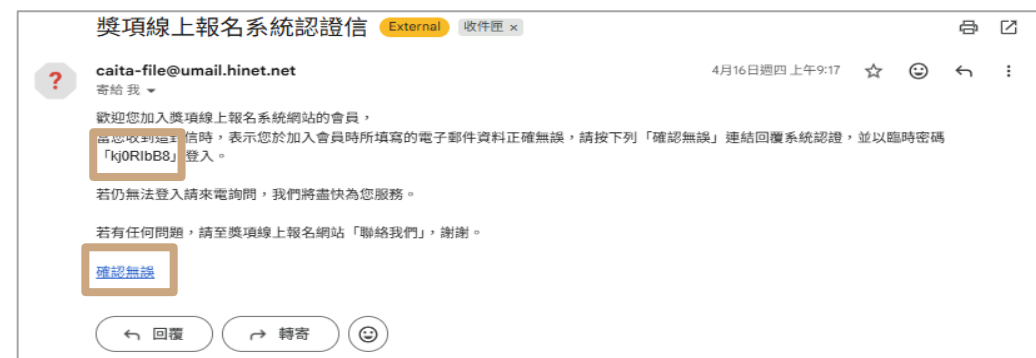 獎項線上報名系統認證信 External 收件匣 ×
?
caita-file@umail.hinet.net 4月16日週四 上午9:17
寄給 我
歡迎您加入獎項線上報名系統網站的會員，
當您收到這封信時，表示您於加入會員時所填寫的電子郵件資料正確無誤，請按下列「確認無誤」連結回覆系統認證，並以臨時密碼
「kj0RIbB8」登入。
若仍無法登入請來電詢問，我們將盡快為您服務。
若有任何問題，請至獎項線上報名網站「聯絡我們」，謝謝。
確認無誤
回覆 轉寄